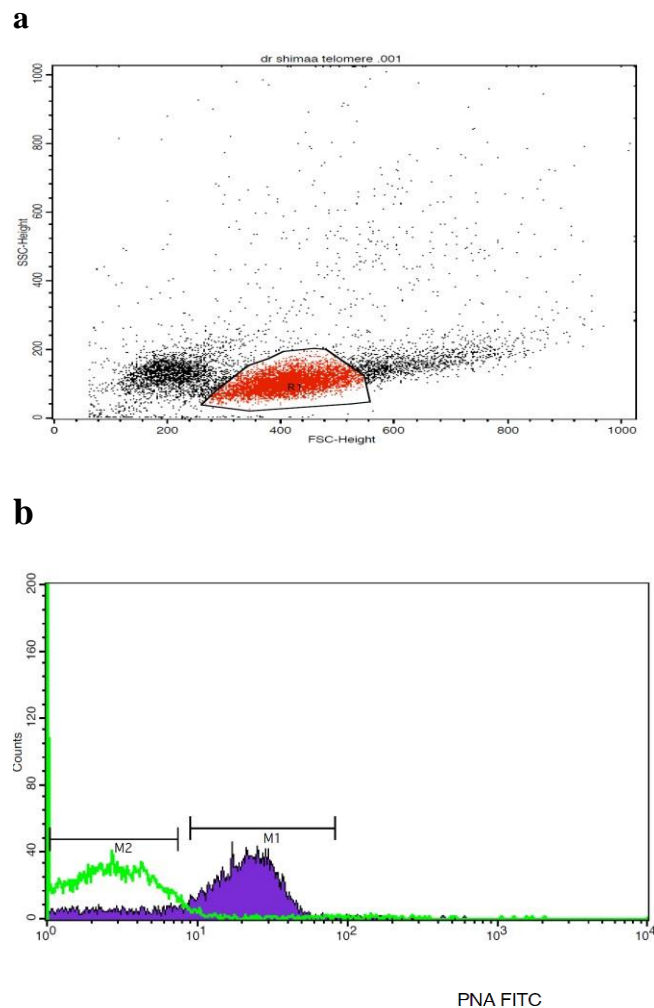 a
dr shimaa telomere .001
1000
800
600
400
200
0
SSC-Height
R1
0 200 400 600 800 1000
FSC-Height
b
200
160
120
80
40
0
Counts
M2
M1
10⁰ 10¹ 10² 10³ 10⁴
PNA FITC